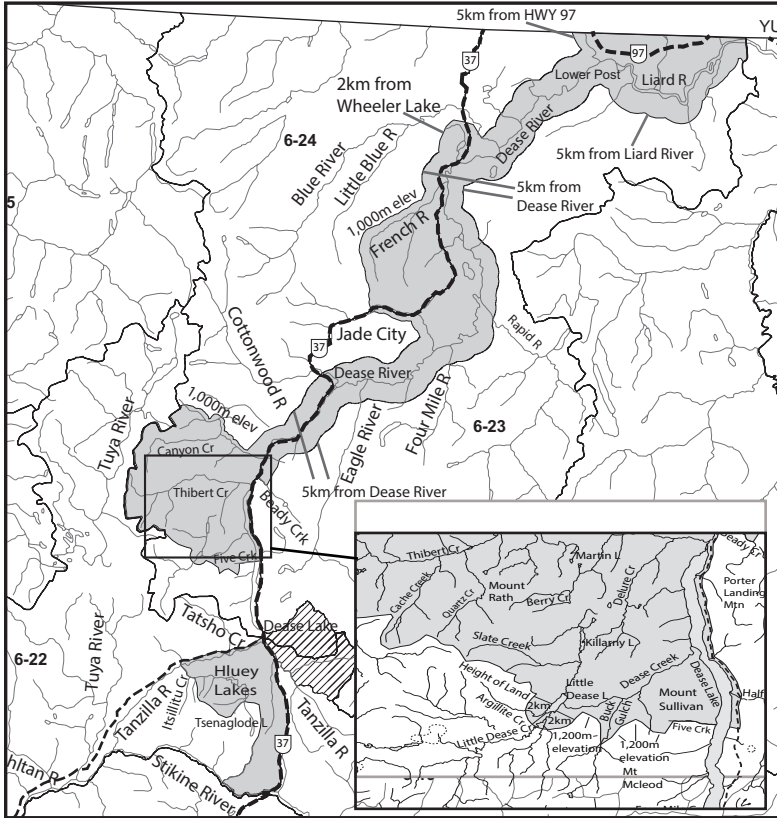 5km from HWY 97
YU
37
97
Lower Post
Liard R
2km from
Wheeler Lake
6-24
Blue River
Little Blue R
Dease River
5km from Liard River
5
5km from
Dease River
1,000m elev
French R
Jade City
37
Rapid R
Cottonwood R
Dease River
Four Mile R
Eagle River
6-23
1,000m elev
Tuya River
Canyon Cr
5km from Dease River
Thibert Cr
Beady Crk
Five Crk
Tatsho Cr
Dease Lake
6-22
Tuya River
Hluey
Lakes
Itsillitu Cr
Tanzilla R
Tsenaglode L
Tanzilla R
37
hltan R
Stikine River
Thibert Cr
Martin L
Beady Cr
Porter
Landing
Mtn
Cache Creek
Quartz Cr
Mount
Rath
Berry Cr
Delure Cr
Slate Creek
Killarny L
Height of Land
Little
Dease L
Dease Creek
Dease Lake
Argillite Cr
2km
2km
Buck
Gulch
Mount
Sullivan
Half
Little Dease Cr
1,200m-
elevation
1,200m
elevation
Five Crk
Mt
Mcleod